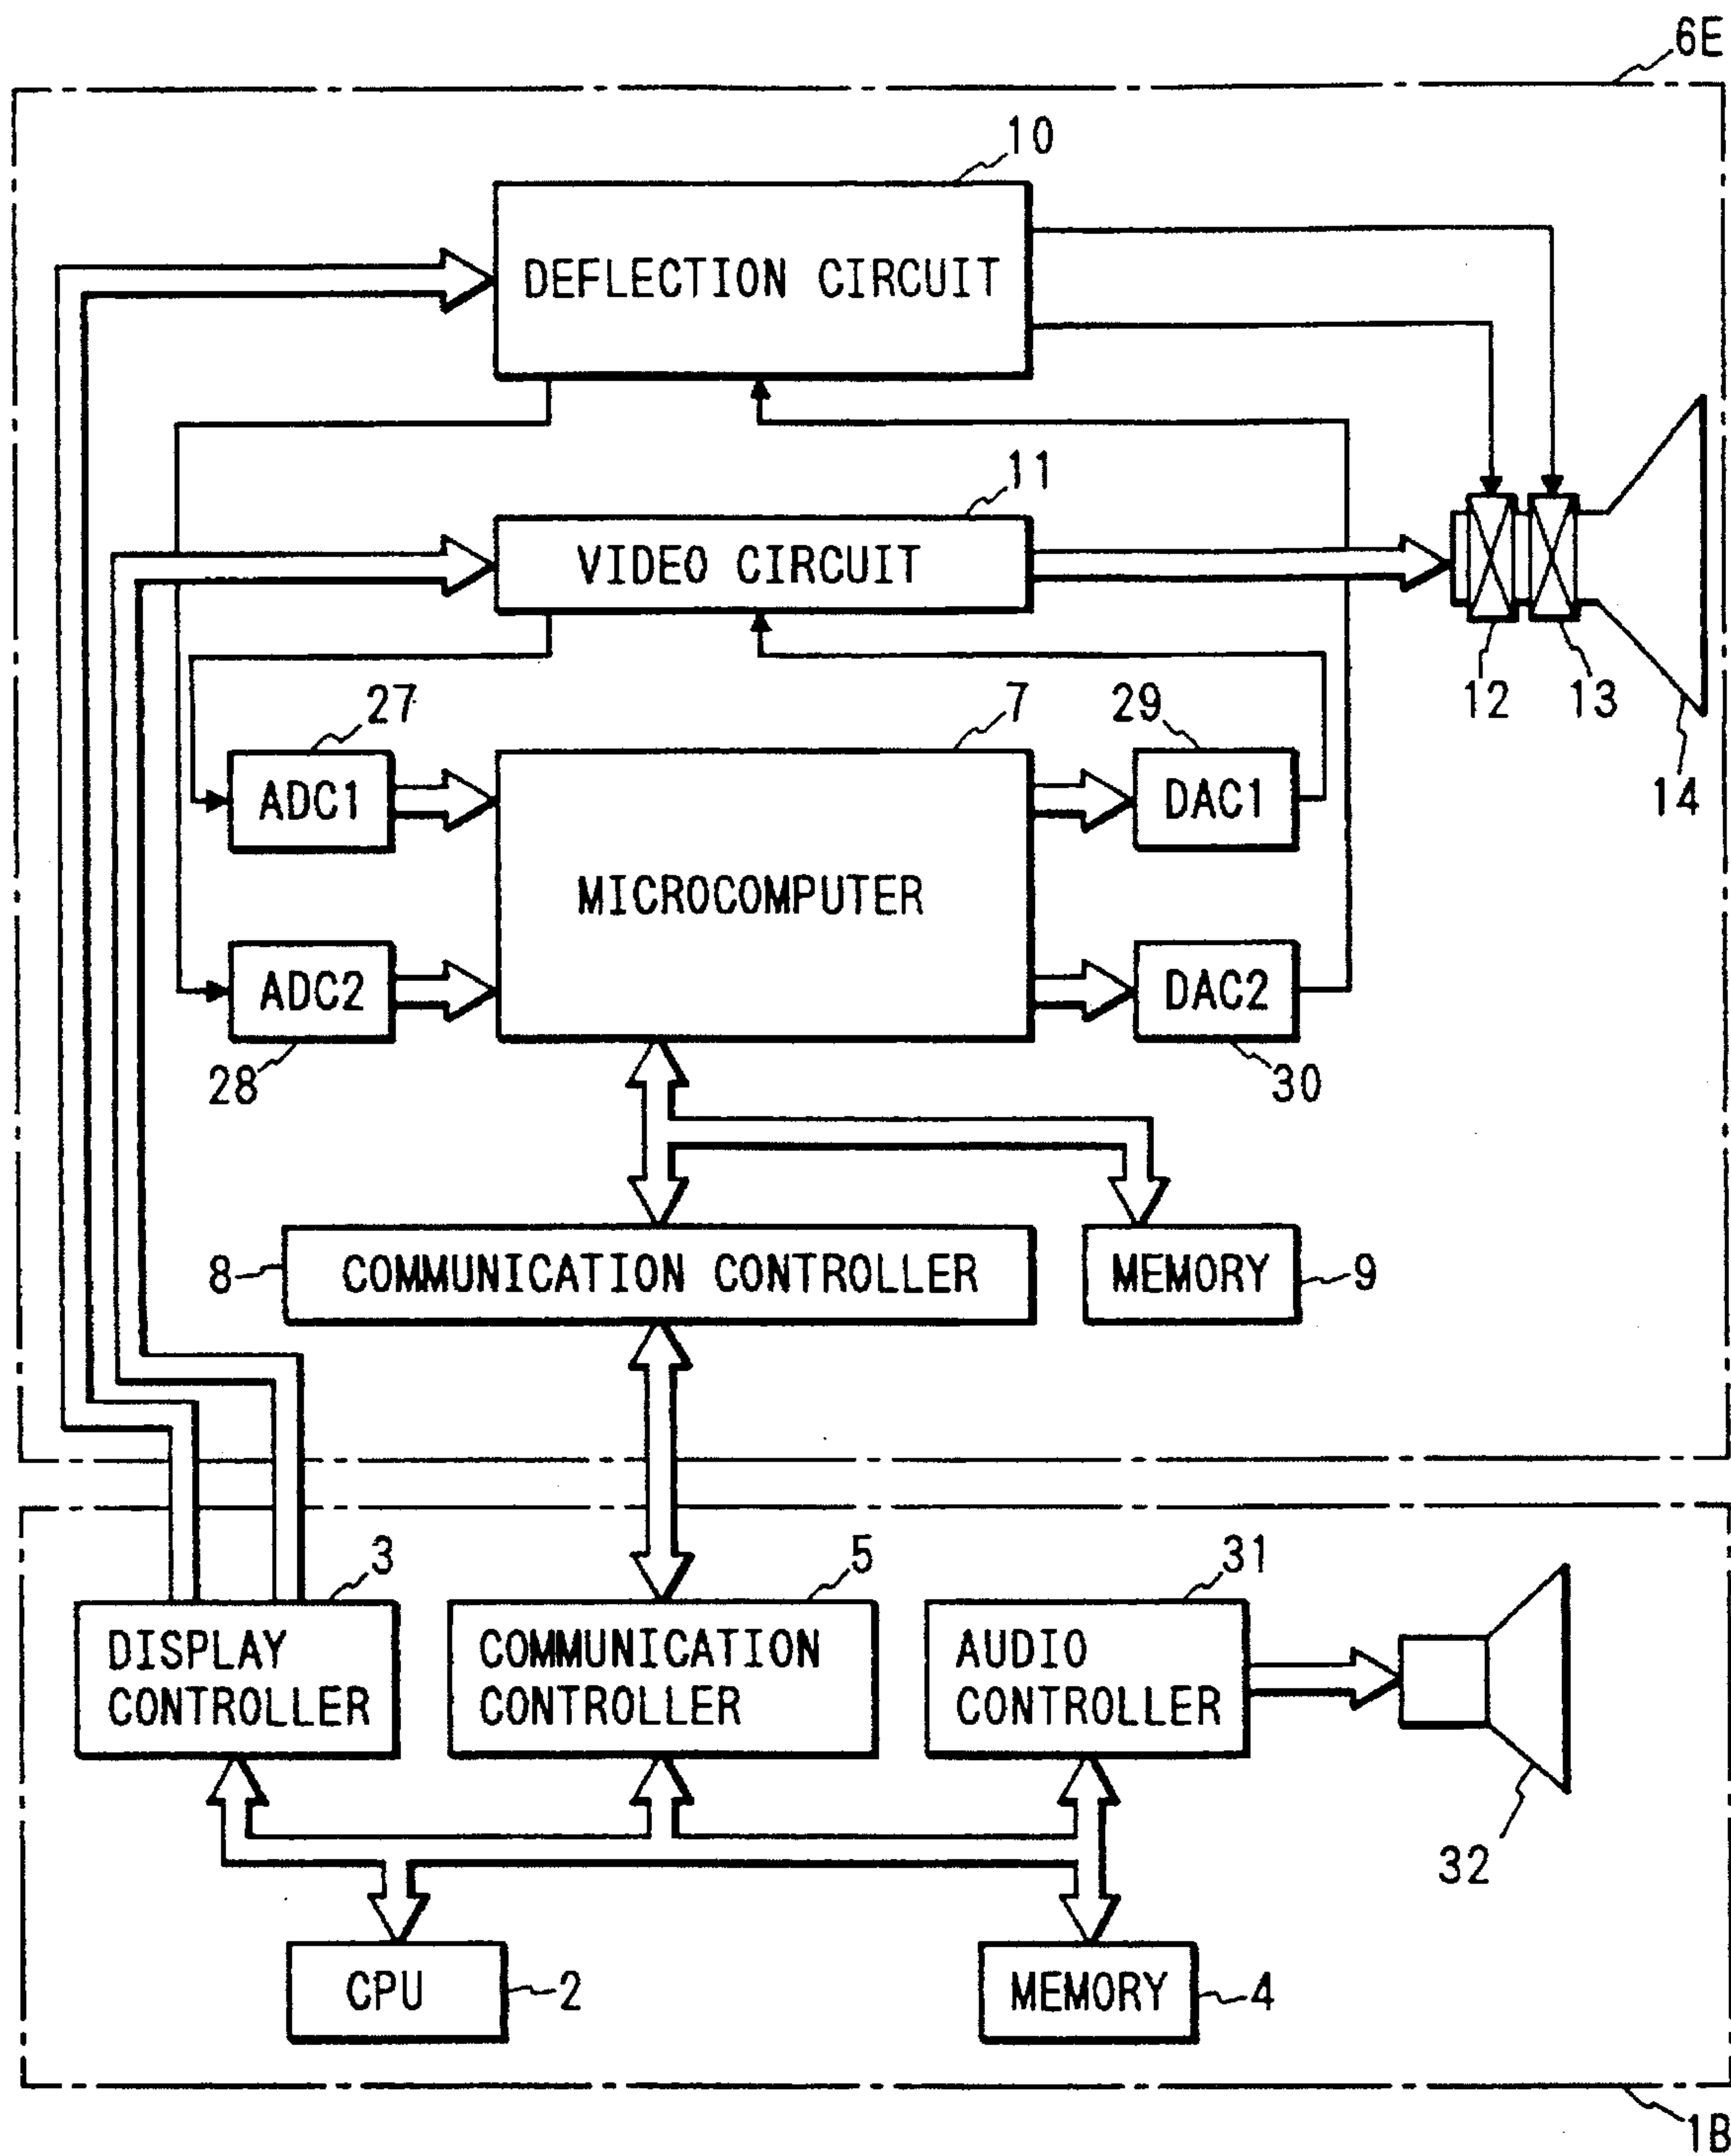 6E
10
DEFLECTION CIRCUIT
11
VIDEO CIRCUIT
12
13
14
27
7
29
ADC1
DAC1
MICROCOMPUTER
ADC2
DAC2
28
30
8
COMMUNICATION CONTROLLER
MEMORY
9
3
5
31
DISPLAY
CONTROLLER
COMMUNICATION
CONTROLLER
AUDIO
CONTROLLER
32
CPU
2
MEMORY
4
1B